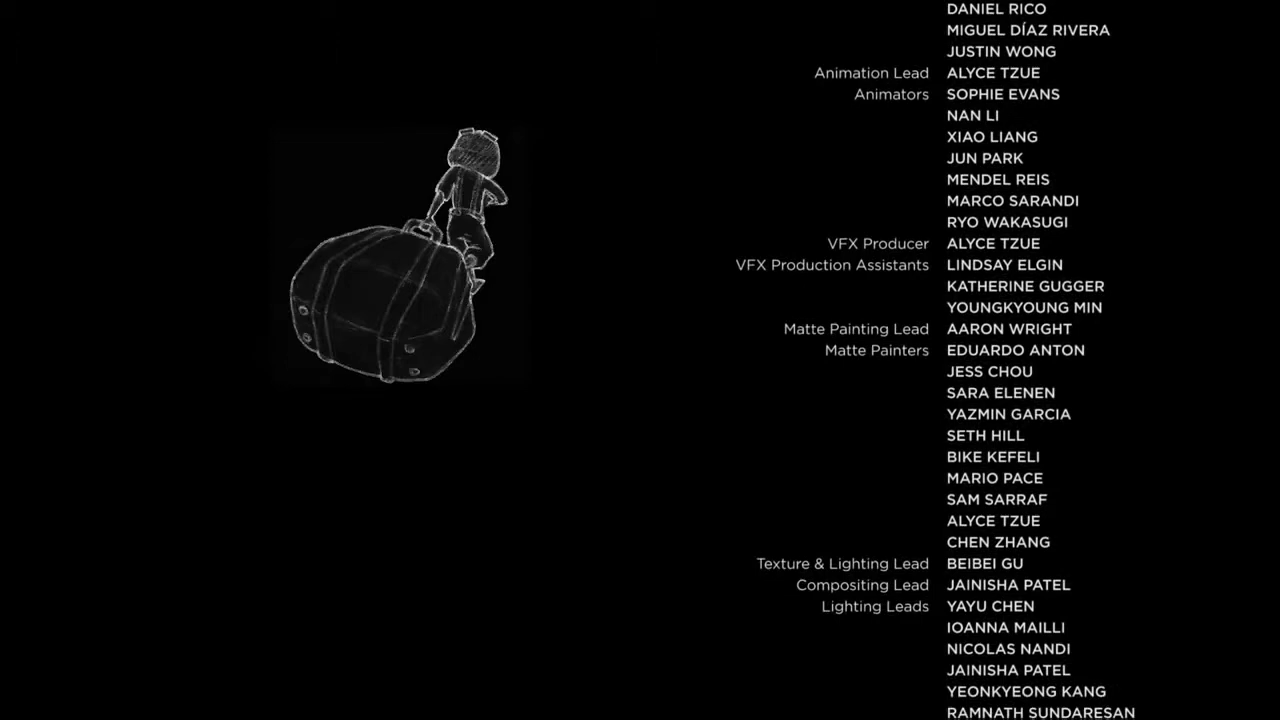 DANIEL RICO
MIGUEL DÍAZ RIVERA
JUSTIN WONG
Animation Lead ALYCE TZUE
Animators SOPHIE EVANS
NAN LI
XIAO LIANG
JUN PARK
MENDEL REIS
MARCO SARANDI
RYO WAKASUGI
VFX Producer ALYCE TZUE
VFX Production Assistants LINDSAY ELGIN
KATHERINE GUGGER
YOUNGKYOUNG MIN
Matte Painting Lead AARON WRIGHT
Matte Painters EDUARDO ANTON
JESS CHOU
SARA ELENEN
YAZMIN GARCIA
SETH HILL
BIKE KEFELI
MARIO PACE
SAM SARRAF
ALYCE TZUE
CHEN ZHANG
Texture & Lighting Lead BEIBEI GU
Compositing Lead JAINISHA PATEL
Lighting Leads YAYU CHEN
IOANNA MAILLI
NICOLAS NANDI
JAINISHA PATEL
YEONKYEONG KANG
RAMNATH SUNDARESAN